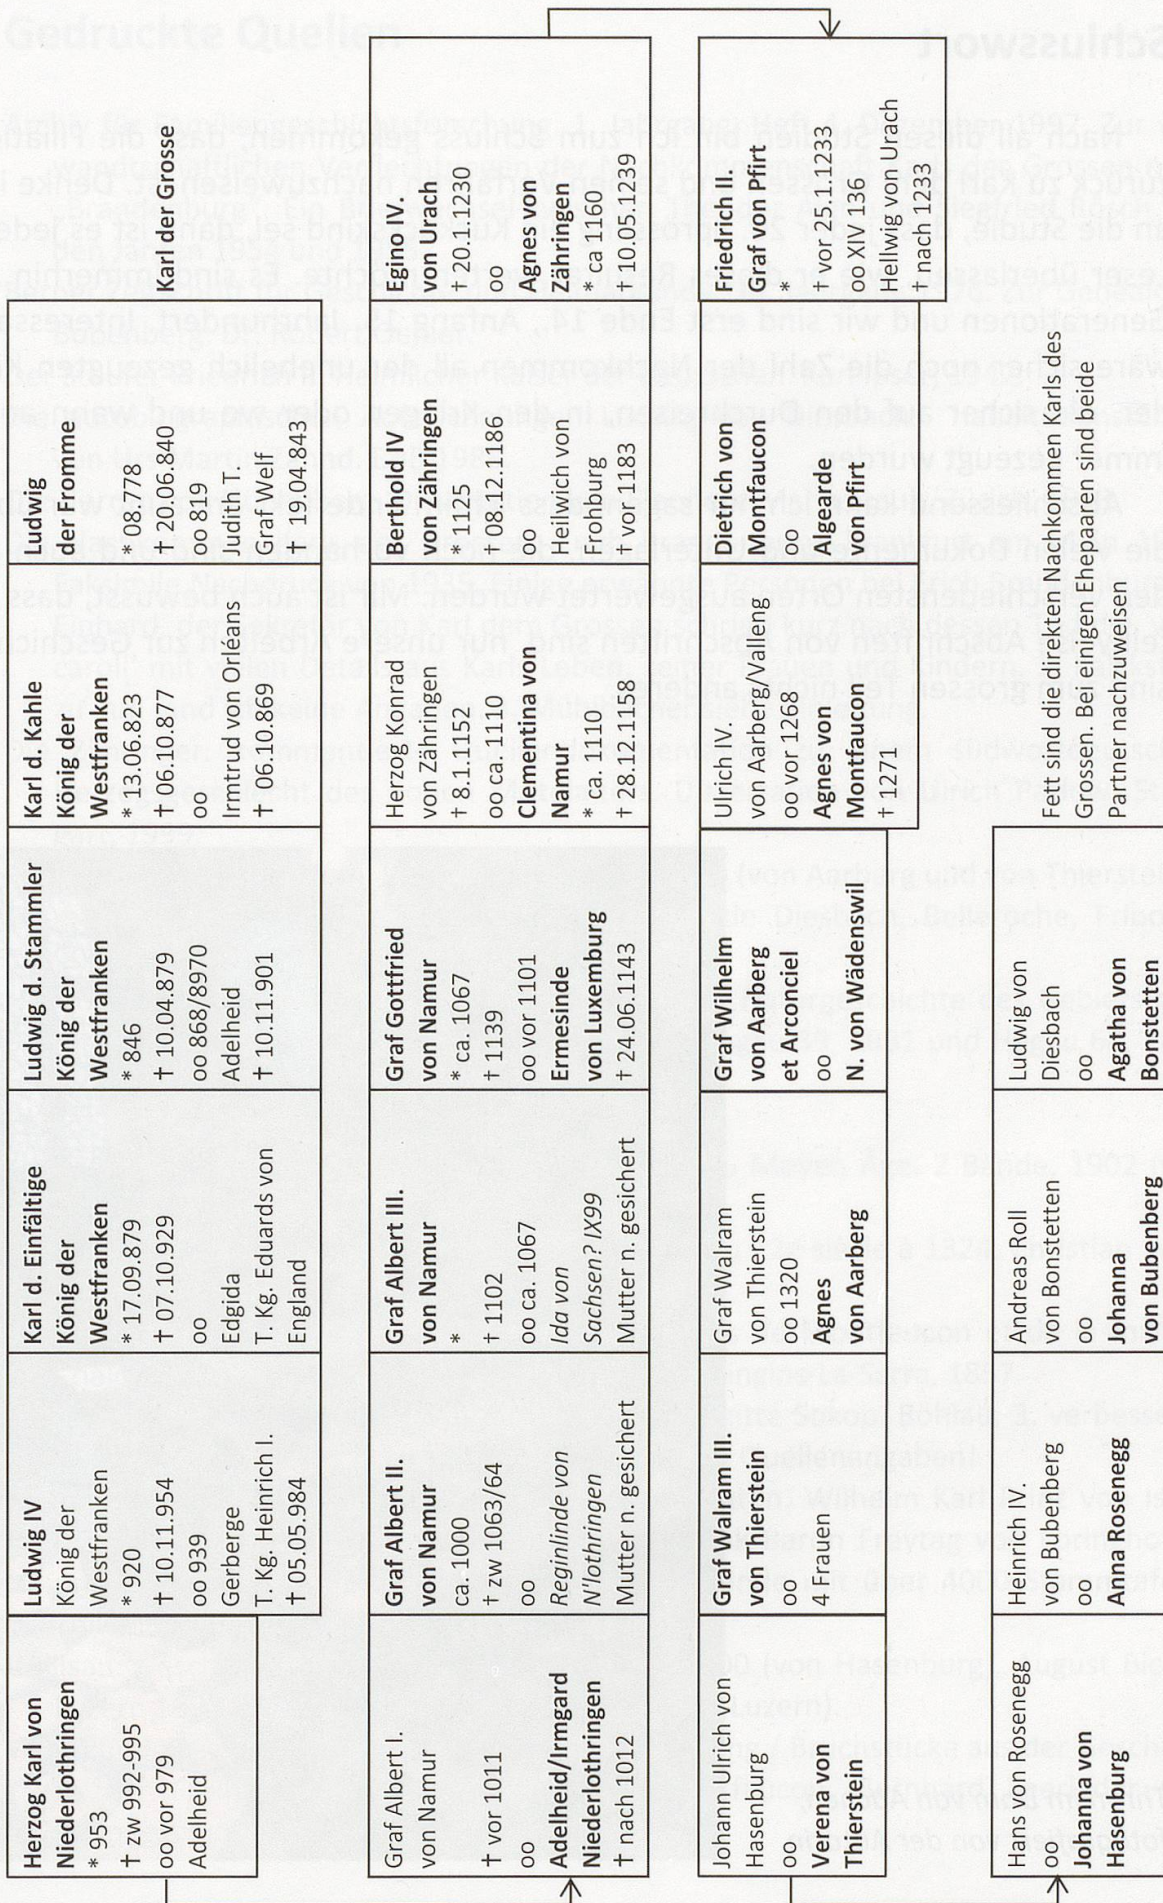 Herzog Karl von
Niederlothringen
* 953
† zw 992-995
oo vor 979
Adelheid
Ludwig IV
König der
Westfranken
* 920
† 10.11.954
oo 939
Gerberge
T. Kg. Heinrich I.
† 05.05.984
Karl d. Einfältige
König der
Westfranken
* 17.09.879
† 07.10.929
oo
Edgida
T. Kg. Eduards von
England
Ludwig d. Stammler
König der
Westfranken
* 846
† 10.04.879
oo 868/8970
Adelheid
† 10.11.901
Karl d. Kahle
König der
Westfranken
* 13.06.823
† 06.10.877
oo
Irmtrud von Orléans
† 06.10.869
Ludwig
der Fromme
* 08.778
† 20.06.840
oo 819
Judith T.
Graf Welf
19.04.843
Karl der Grosse
Graf Albert I.
von Namur
† vor 1011
oo
Adelheid/Irmgard
Niederlothringen
† nach 1012
Graf Albert II.
von Namur
ca. 1000
† zw 1063/64
oo
Reginlinde von
N'lothringen
Mutter n. gesichert
Graf Albert III.
von Namur
*
† 1102
oo ca. 1067
Ida von
Sachsen? IX99
Mutter n. gesichert
Graf Gottfried
von Namur
* ca. 1067
† 1139
oo vor 1101
Ermesinde
von Luxemburg
† 24.06.1143
Herzog Konrad
von Zähringen
† 8.1.1152
oo ca. 1110
Clementina von
Namur
* ca. 1110
† 28.12.1158
Berthold IV
von Zähringen
* 1125
† 08.12.1186
oo
Heilwich von
Frohburg
† vor 1183
Egino IV.
von Urach
† 20.11.1230
oo
Agnes von
Zähringen
* ca 1160
† 10.05.1239
Johann Ulrich von
Hasenburg
oo
Verena von
Thierstein
Graf Walram III.
von Thierstein
oo
4 Frauen
Graf Walram
von Thierstein
oo 1320
Agnes
von Aarberg
Graf Wilhelm
von Aarberg
et Arconciel
oo
N. von Wädenswil
Ulrich IV.
von Aarberg/Valleng
oo vor 1268
Agnes von
Montfaucon
† 1271
Dietrich von
Montfaucon
oo
Algearde
von Pfirt
Friedrich II.
Graf von Pfirt
*
† vor 25.11.1233
oo XIV 136
Hellwig von Urach
† nach 1233
Hans von Rosenegg
oo
Johanna von
Hasenburg
Heinrich IV.
von Bubenberg
oo
Anna Rosenegg
Andreas Roll
von Bonstetten
oo
Johanna
von Bubenberg
Ludwig von
Diesbach
oo
Agatha von
Bonstetten
Fett sind die direkten Nachkommen Karls des
Grossen. Bei einigen Ehepaaren sind beide
Partner nachzuweisen